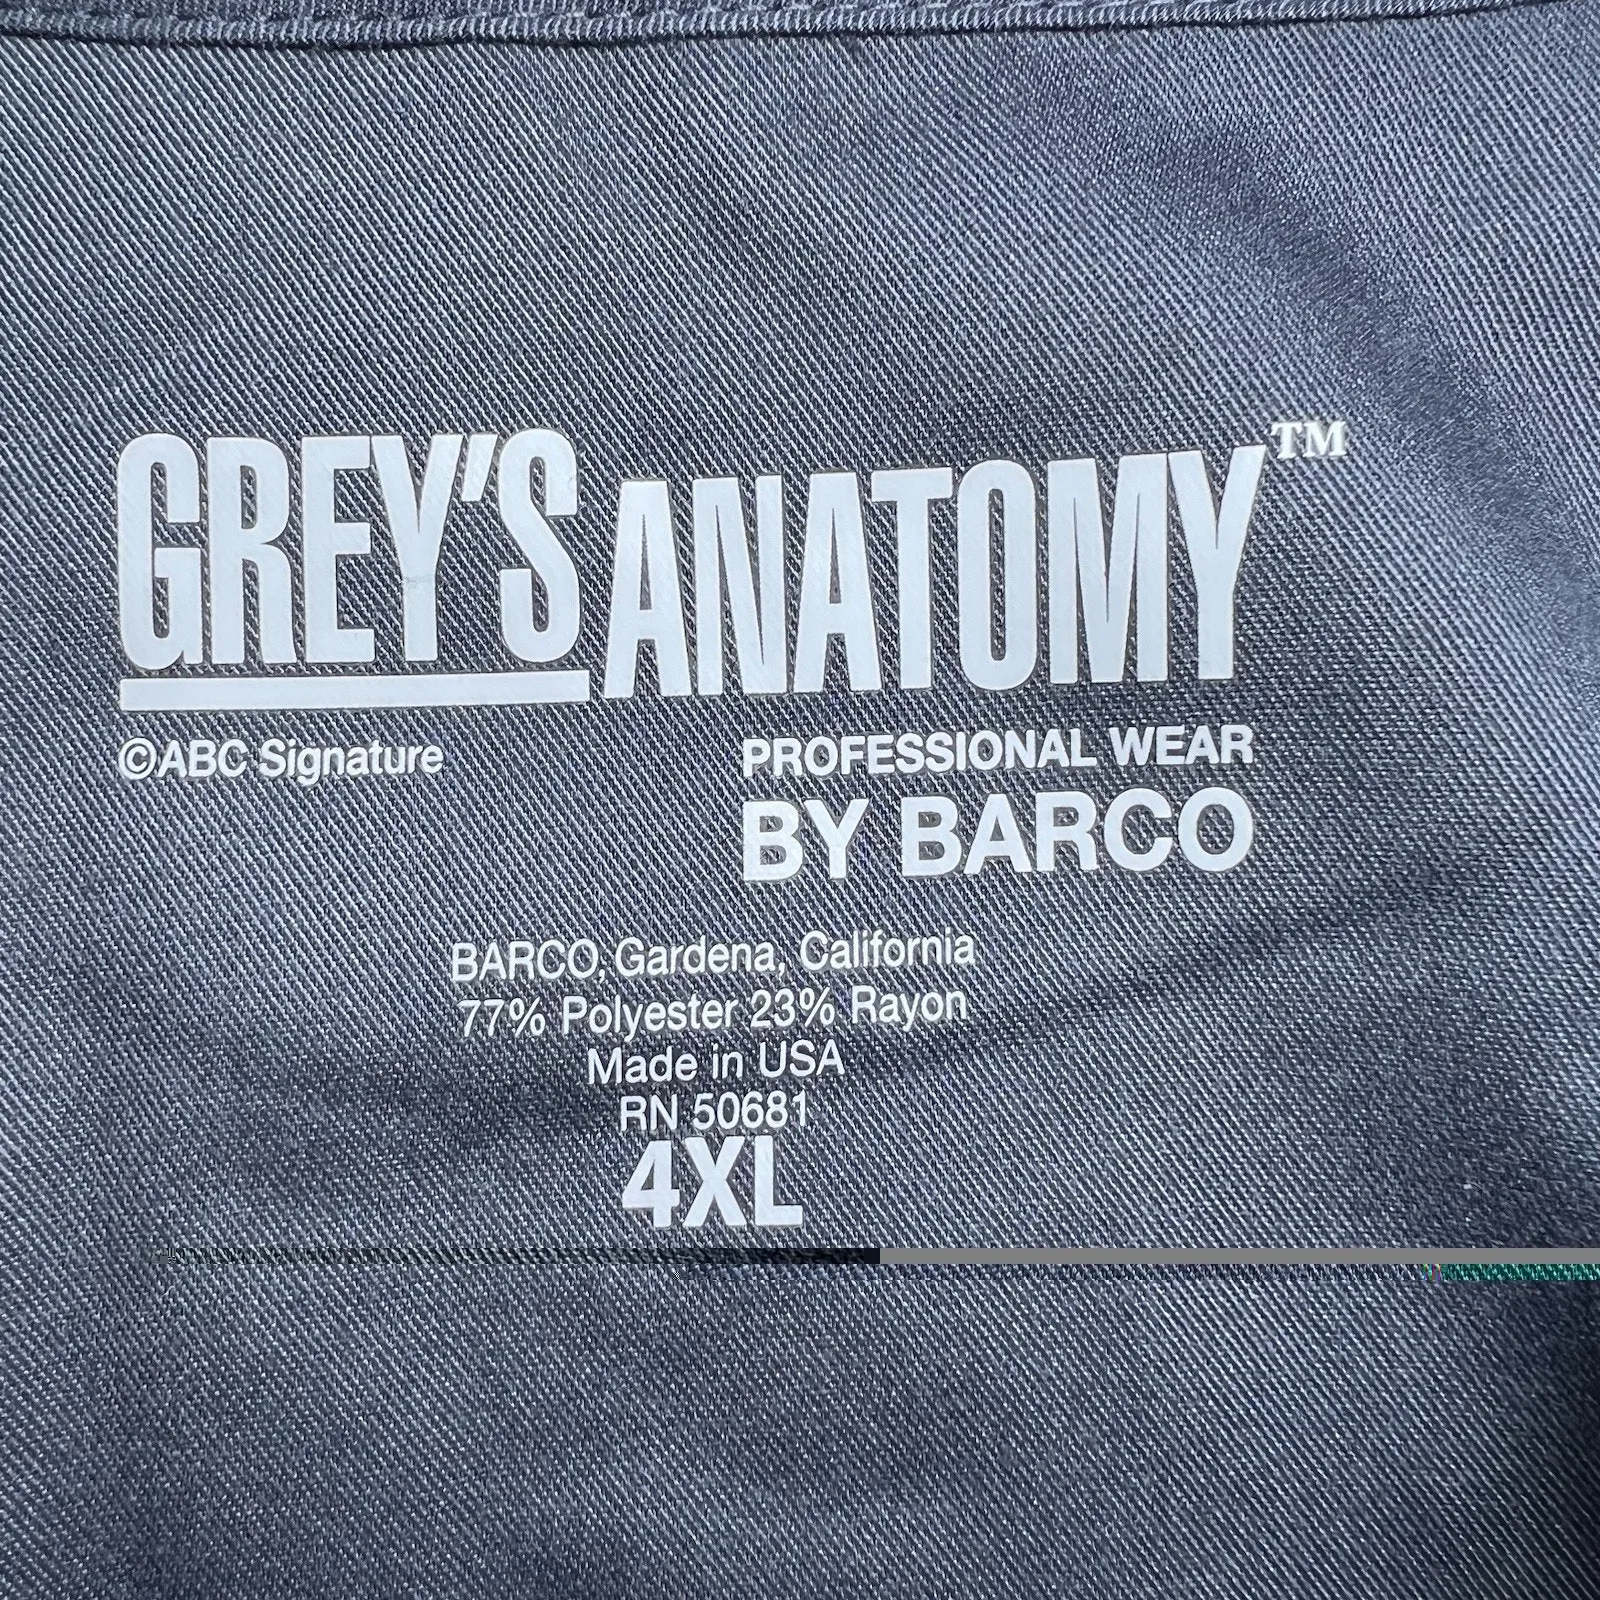 GREY'S ANATOMY™
©ABC Signature
PROFESSIONAL WEAR
BY BARCO
BARCO, Gardena, California
77% Polyester 23% Rayon
Made in USA
RN 50681
4XL